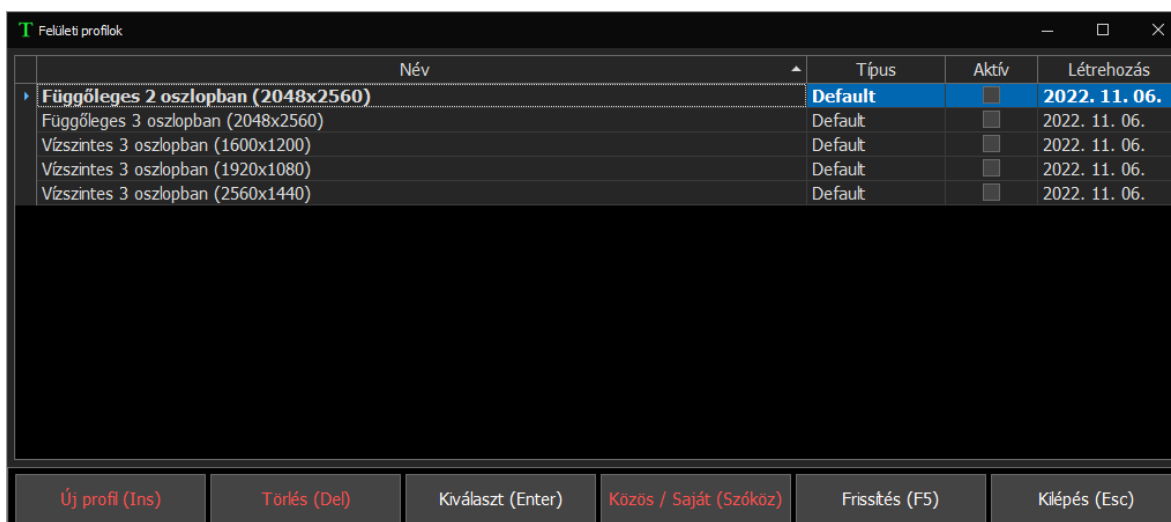 T Felületi profilok
Név Típus Aktív Létrehozás
Függőleges 2 oszlopban (2048x2560) Default 2022. 11. 06.
Függőleges 3 oszlopban (2048x2560) Default 2022. 11. 06.
Vízszintes 3 oszlopban (1600x1200) Default 2022. 11. 06.
Vízszintes 3 oszlopban (1920x1080) Default 2022. 11. 06.
Vízszintes 3 oszlopban (2560x1440) Default 2022. 11. 06.
Új profil (Ins) Törlés (Del) Kiválaszt (Enter) Közös / Saját (Szóköz) Frissítés (F5) Kilépés (Esc)